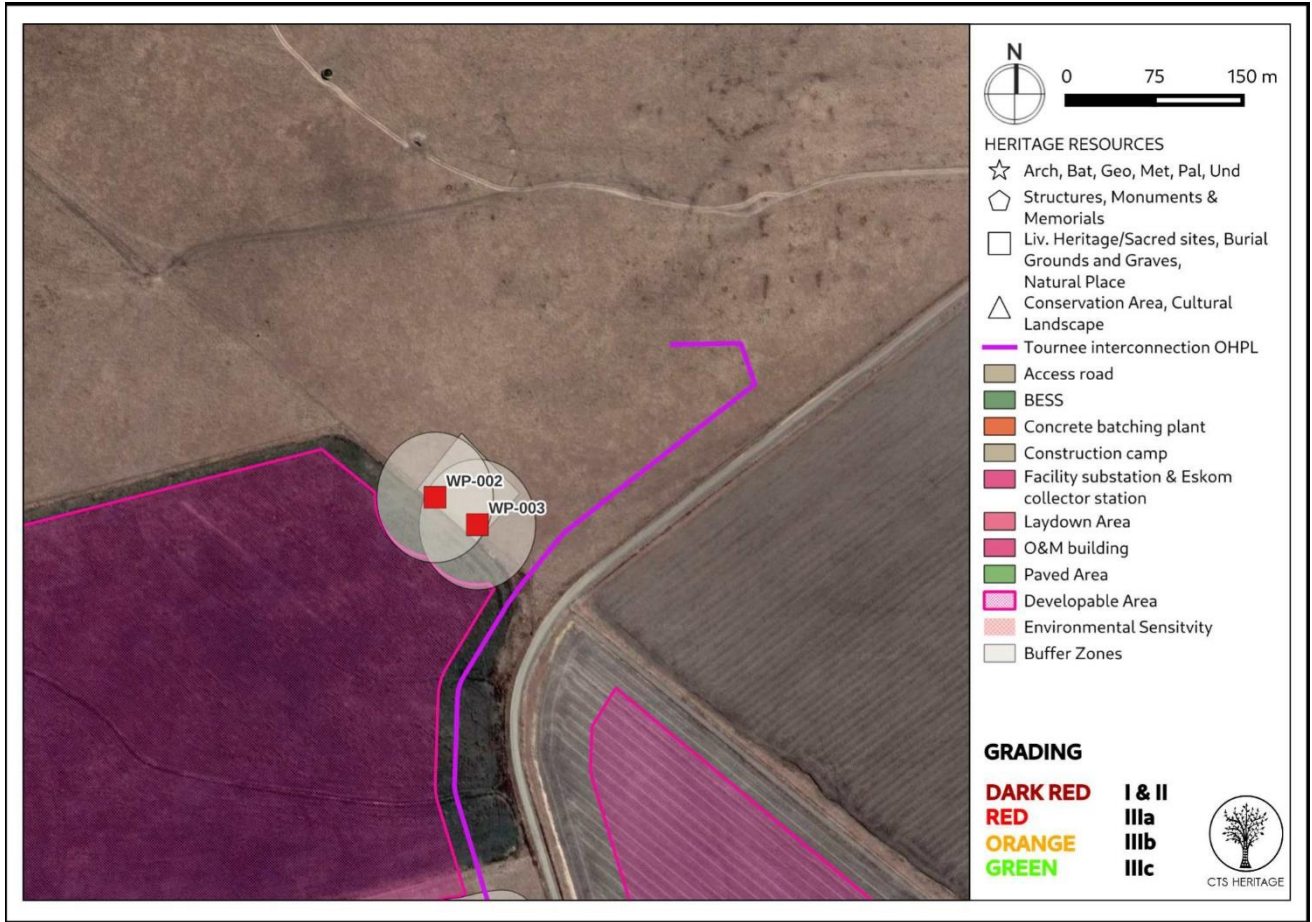 WP-002
WP-003
N
0 75 150 m
HERITAGE RESOURCES
Arch, Bat, Geo, Met, Pal, Und
Structures, Monuments &
Memorials
Liv. Heritage/Sacred sites, Burial
Grounds and Graves,
Natural Place
Conservation Area, Cultural
Landscape
Tournee interconnection OHPL
Access road
BESS
Concrete batching plant
Construction camp
Facility substation & Eskom
collector station
Laydown Area
O&M building
Paved Area
Developable Area
Environmental Sensitvity
Buffer Zones
GRADING
DARK RED I & II
RED IIIa
ORANGE IIIb
GREEN IIIc
CTS HERITAGE